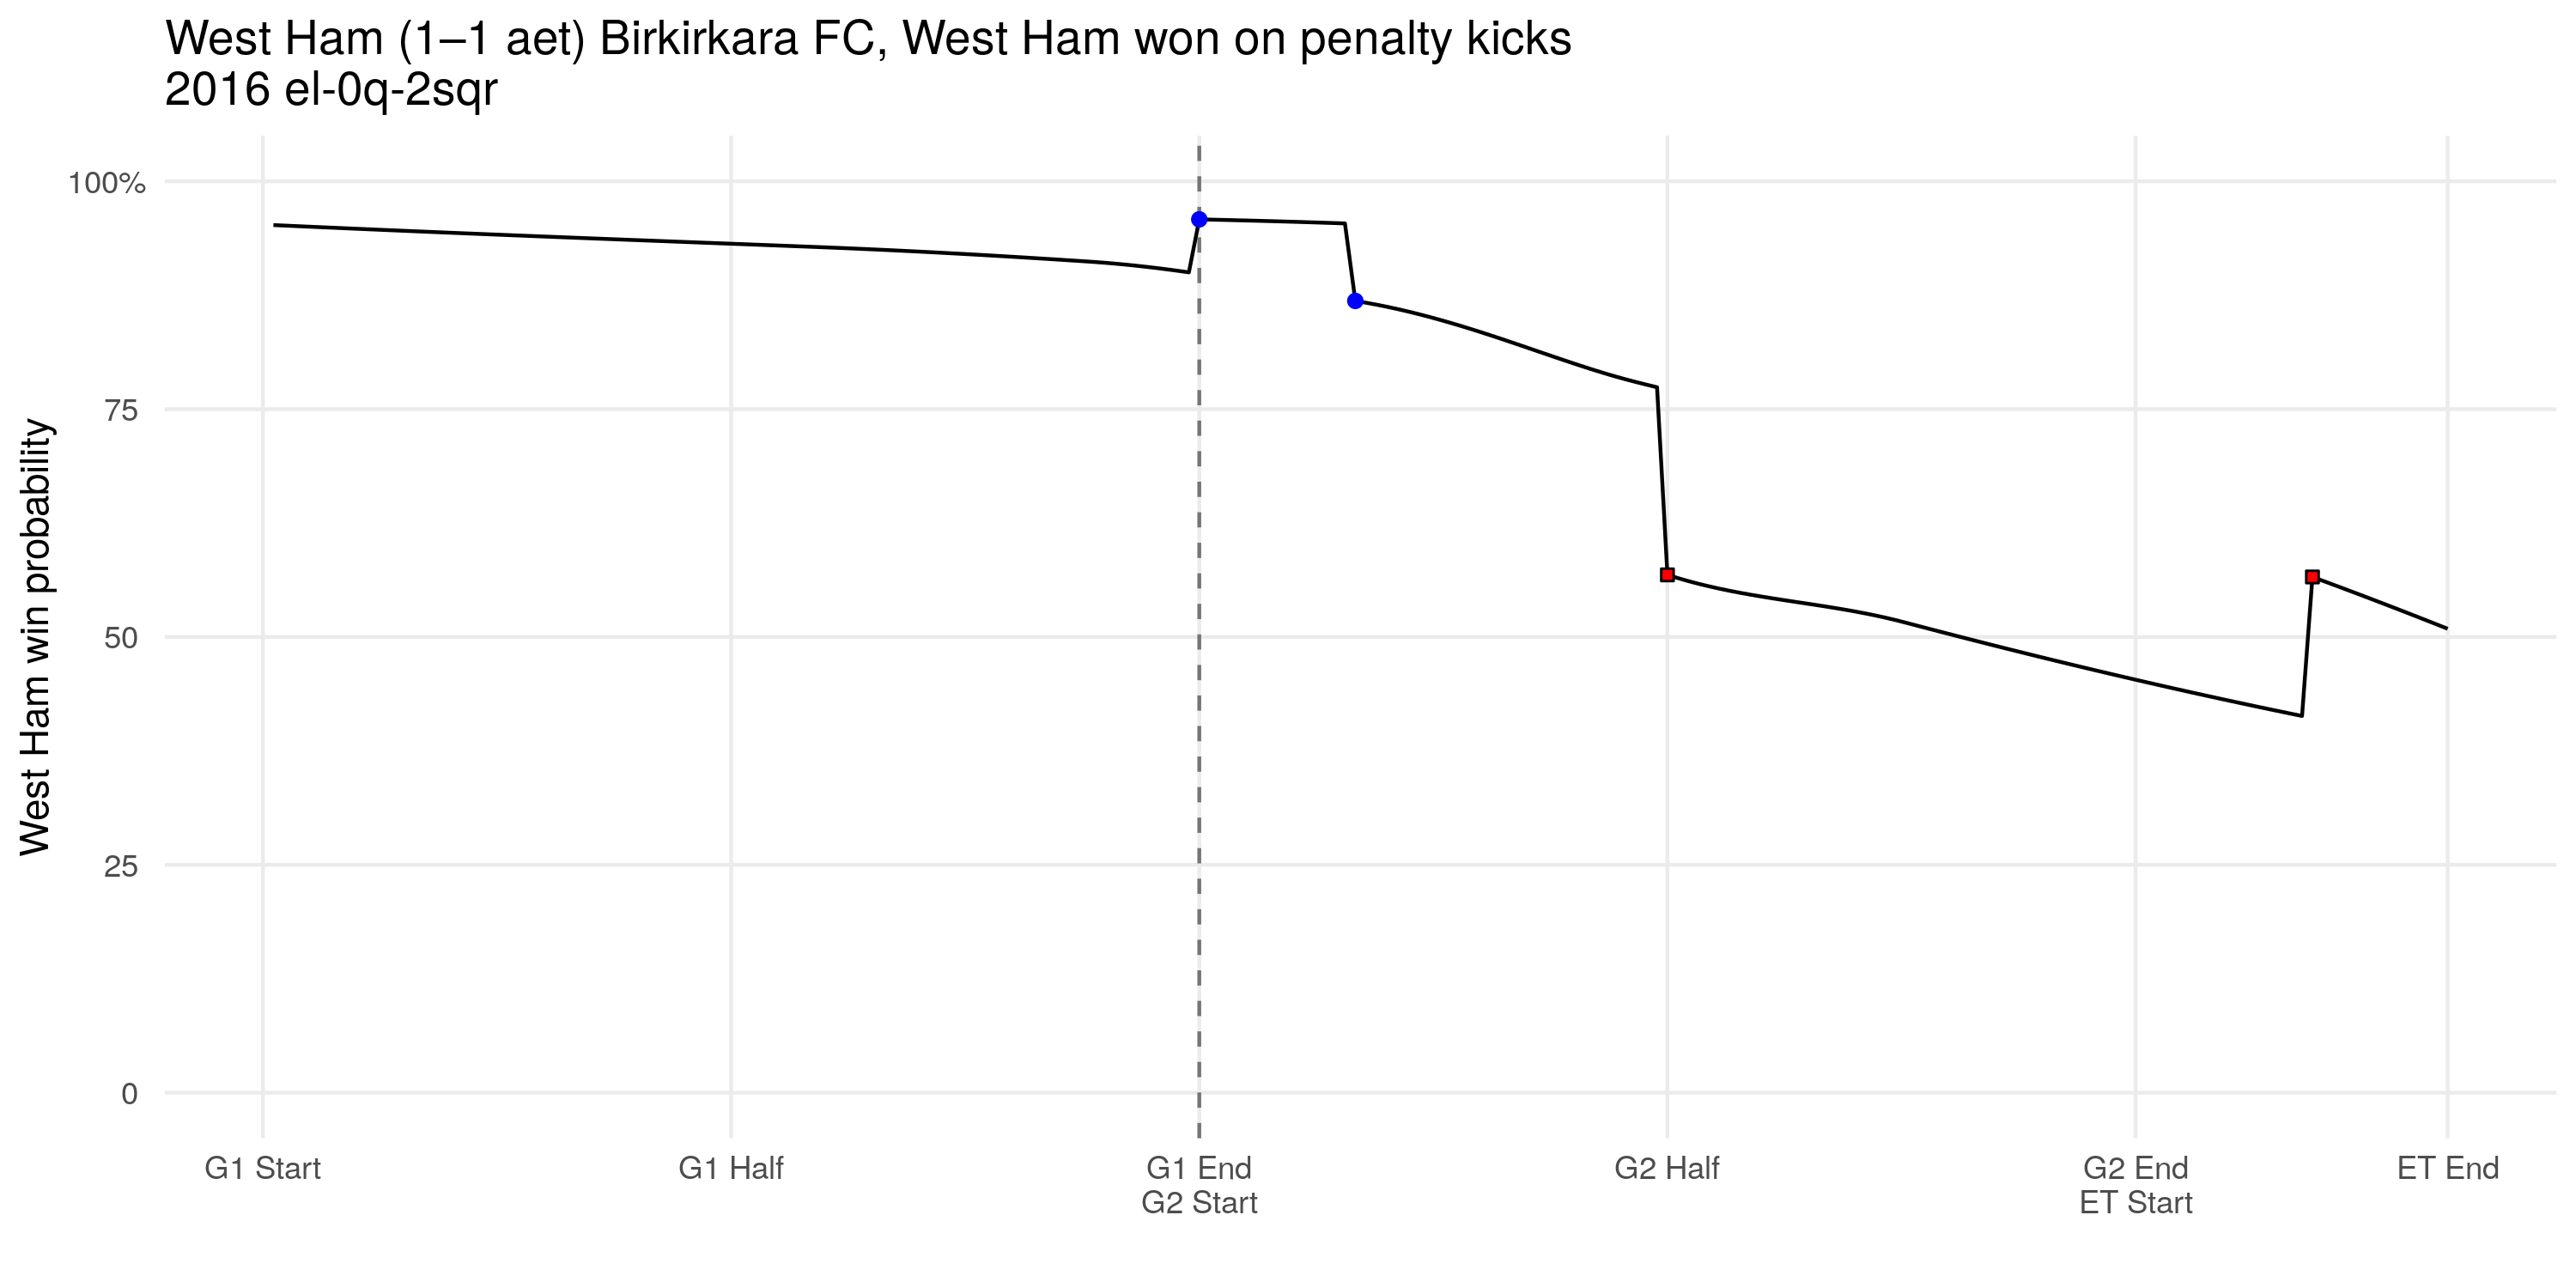 West Ham (1–1 aet) Birkirkara FC, West Ham won on penalty kicks
2016 el-0q-2sqr
West Ham win probability
100%
75
50
25
0
G1 Start
G1 Half
G1 End
G2 Start
G2 Half
G2 End
ET Start
ET End